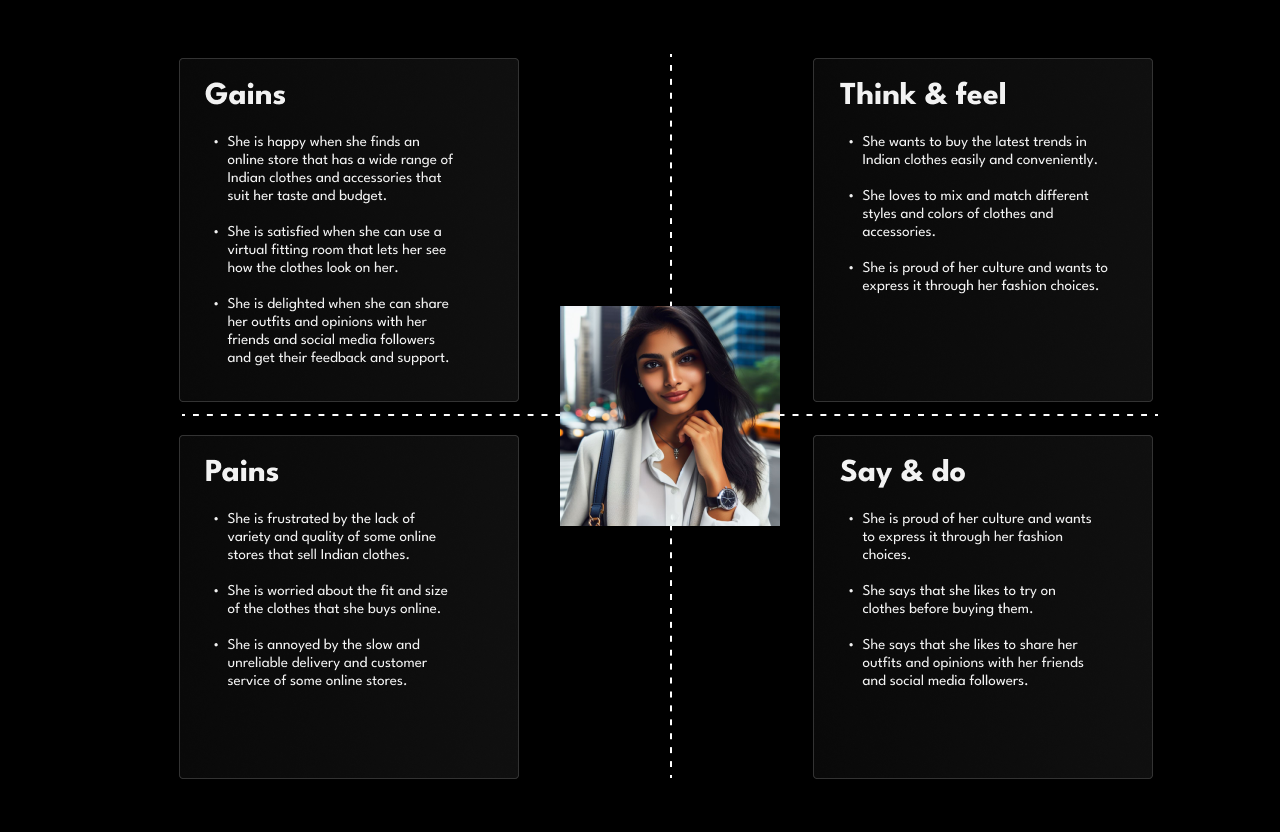 Gains
• She is happy when she finds an
online store that has a wide range of
Indian clothes and accessories that
suit her taste and budget.
• She is satisfied when she can use a
virtual fitting room that lets her see
how the clothes look on her.
• She is delighted when she can share
her outfits and opinions with her
friends and social media followers
and get their feedback and support.
Think & feel
• She wants to buy the latest trends in
Indian clothes easily and conveniently.
• She loves to mix and match different
styles and colors of clothes and
accessories.
• She is proud of her culture and wants to
express it through her fashion choices.
Pains
• She is frustrated by the lack of
variety and quality of some online
stores that sell Indian clothes.
• She is worried about the fit and size
of the clothes that she buys online.
• She is annoyed by the slow and
unreliable delivery and customer
service of some online stores.
Say & do
• She is proud of her culture and wants
to express it through her fashion
choices.
• She says that she likes to try on
clothes before buying them.
• She says that she likes to share her
outfits and opinions with her friends
and social media followers.